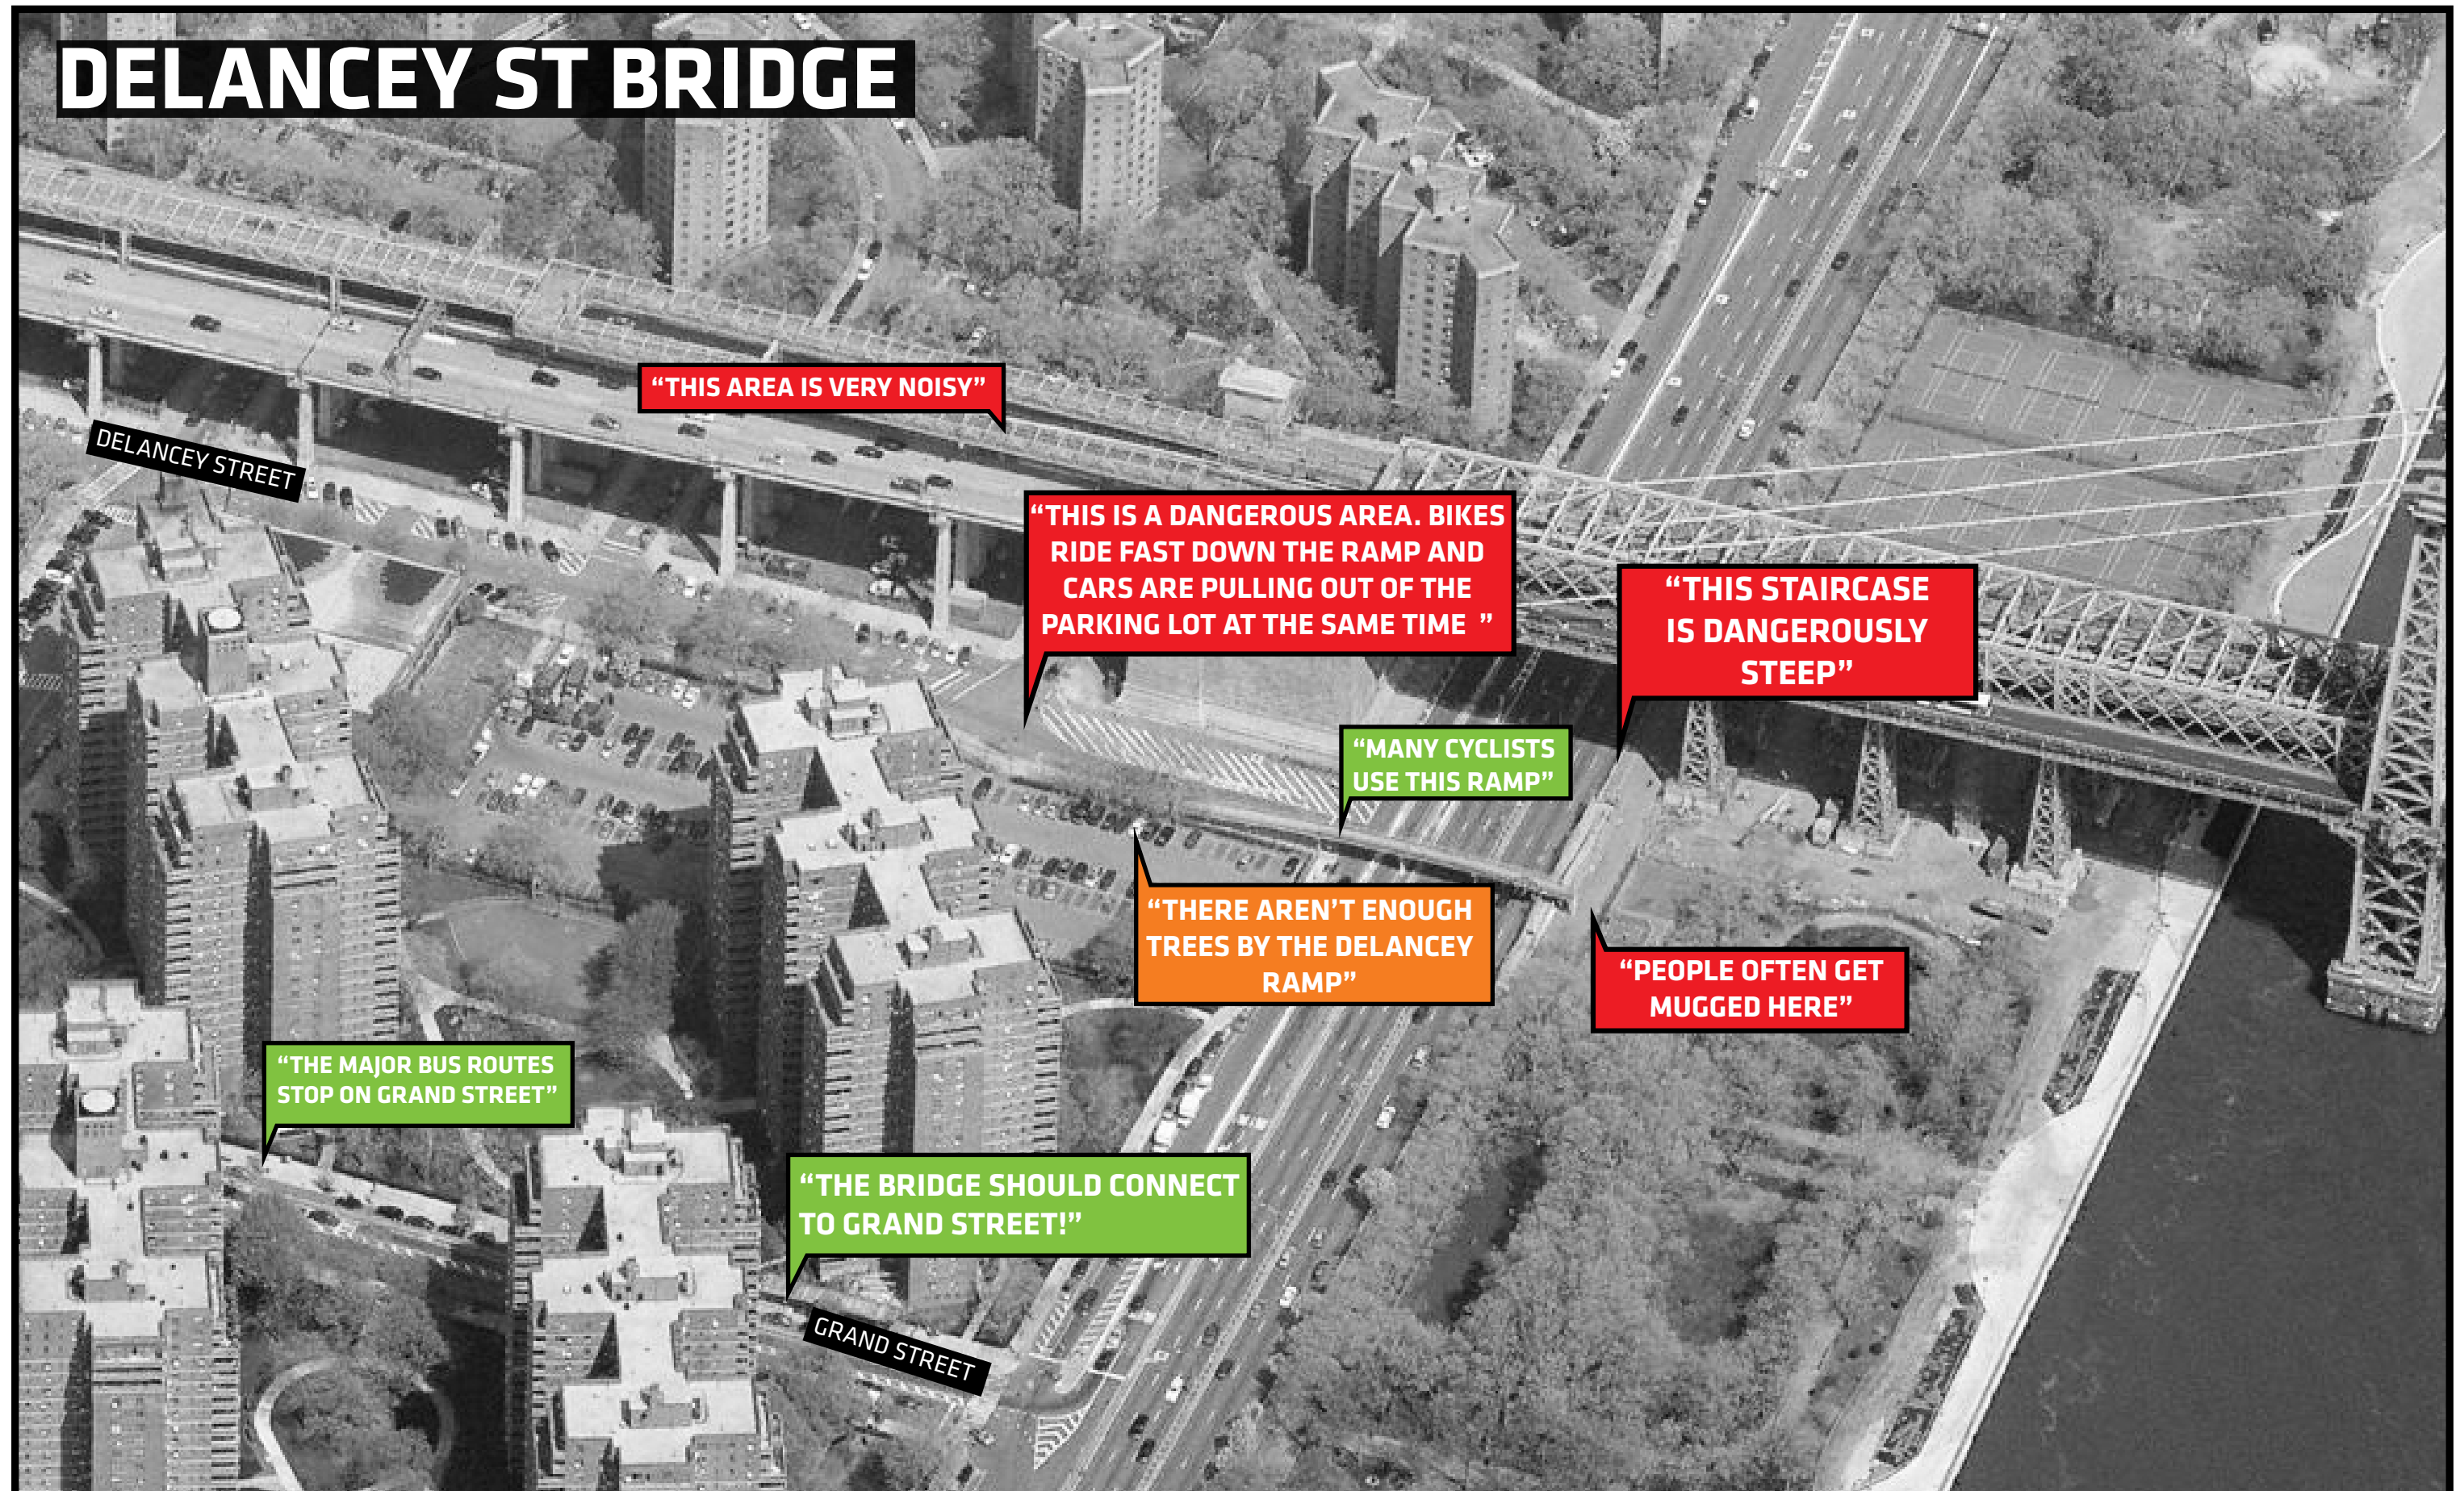 DELANCEY ST BRIDGE
“THIS AREA IS VERY NOISY”
DELANCEY STREET
“THIS IS A DANGEROUS AREA. BIKES
RIDE FAST DOWN THE RAMP AND
CARS ARE PULLING OUT OF THE
PARKING LOT AT THE SAME TIME ”
“THIS STAIRCASE
IS DANGEROUSLY
STEEP”
“MANY CYCLISTS
USE THIS RAMP”
“THERE AREN’T ENOUGH
TREES BY THE DELANCEY
RAMP”
“PEOPLE OFTEN GET
MUGGED HERE”
“THE MAJOR BUS ROUTES
STOP ON GRAND STREET”
“THE BRIDGE SHOULD CONNECT
TO GRAND STREET!”
GRAND STREET